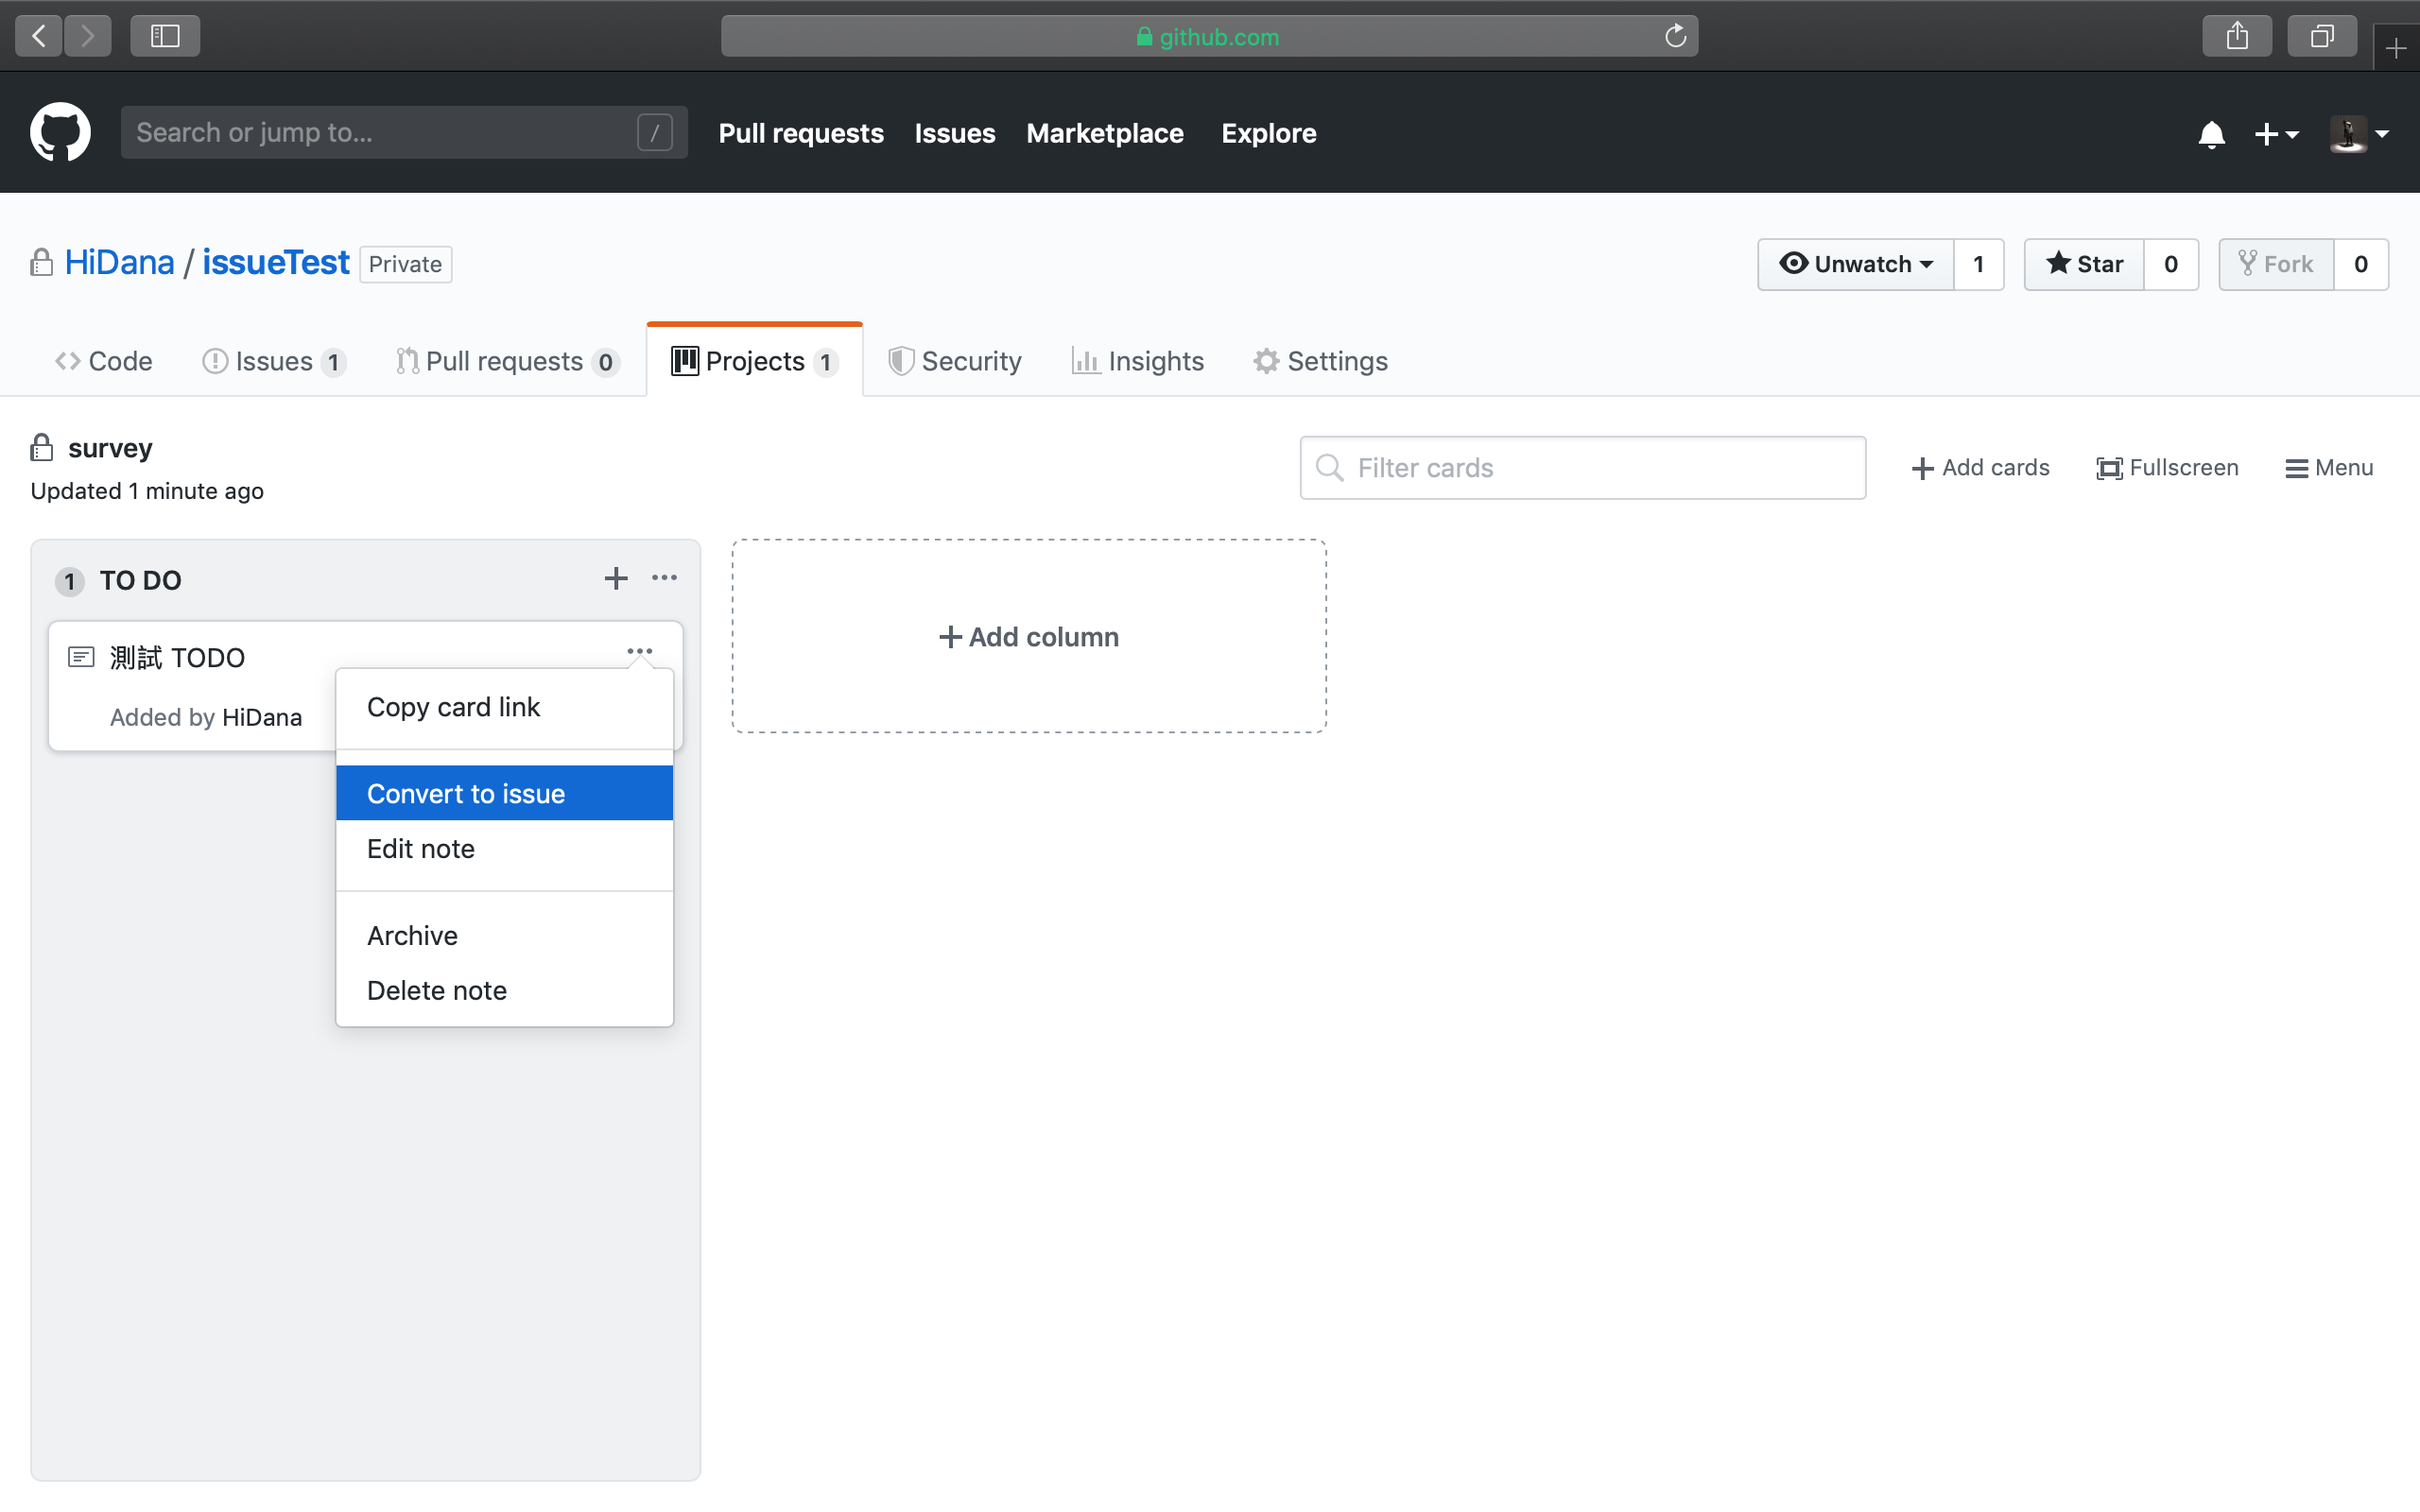 github.com
Search or jump to... /
Pull requests Issues Marketplace Explore
HiDana / issueTest Private
Unwatch 1 Star 0 Fork 0
Code Issues 1 Pull requests 0 Projects 1 Security Insights Settings
survey
Updated 1 minute ago
Filter cards
Add cards Fullscreen Menu
1 TO DO
測試 TODO
Added by HiDana
Copy card link
Convert to issue
Edit note
Archive
Delete note
Add column